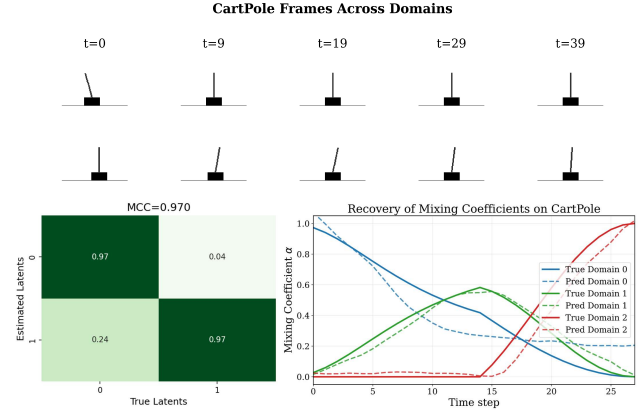 CartPole Frames Across Domains
t=0 t=9 t=19 t=29 t=39
MCC=0.970
Estimated Latents
0
1
0.97 0.04
0.24 0.97
0 1
True Latents
Recovery of Mixing Coefficients on CartPole
Mixing Coefficient α
1.0
0.8
0.6
0.4
0.2
0.0
True Domain 0
Pred Domain 0
True Domain 1
Pred Domain 1
True Domain 2
Pred Domain 2
0 5 10 15 20 25
Time step